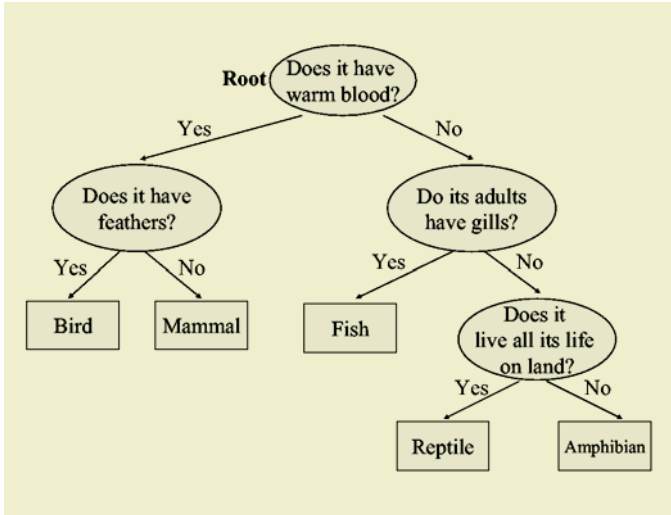 Root
Does it have
warm blood?
Yes
No
Does it have
feathers?
Do its adults
have gills?
Yes
No
Yes
No
Bird
Mammal
Fish
Does it
live all its life
on land?
Yes
No
Reptile
Amphibian